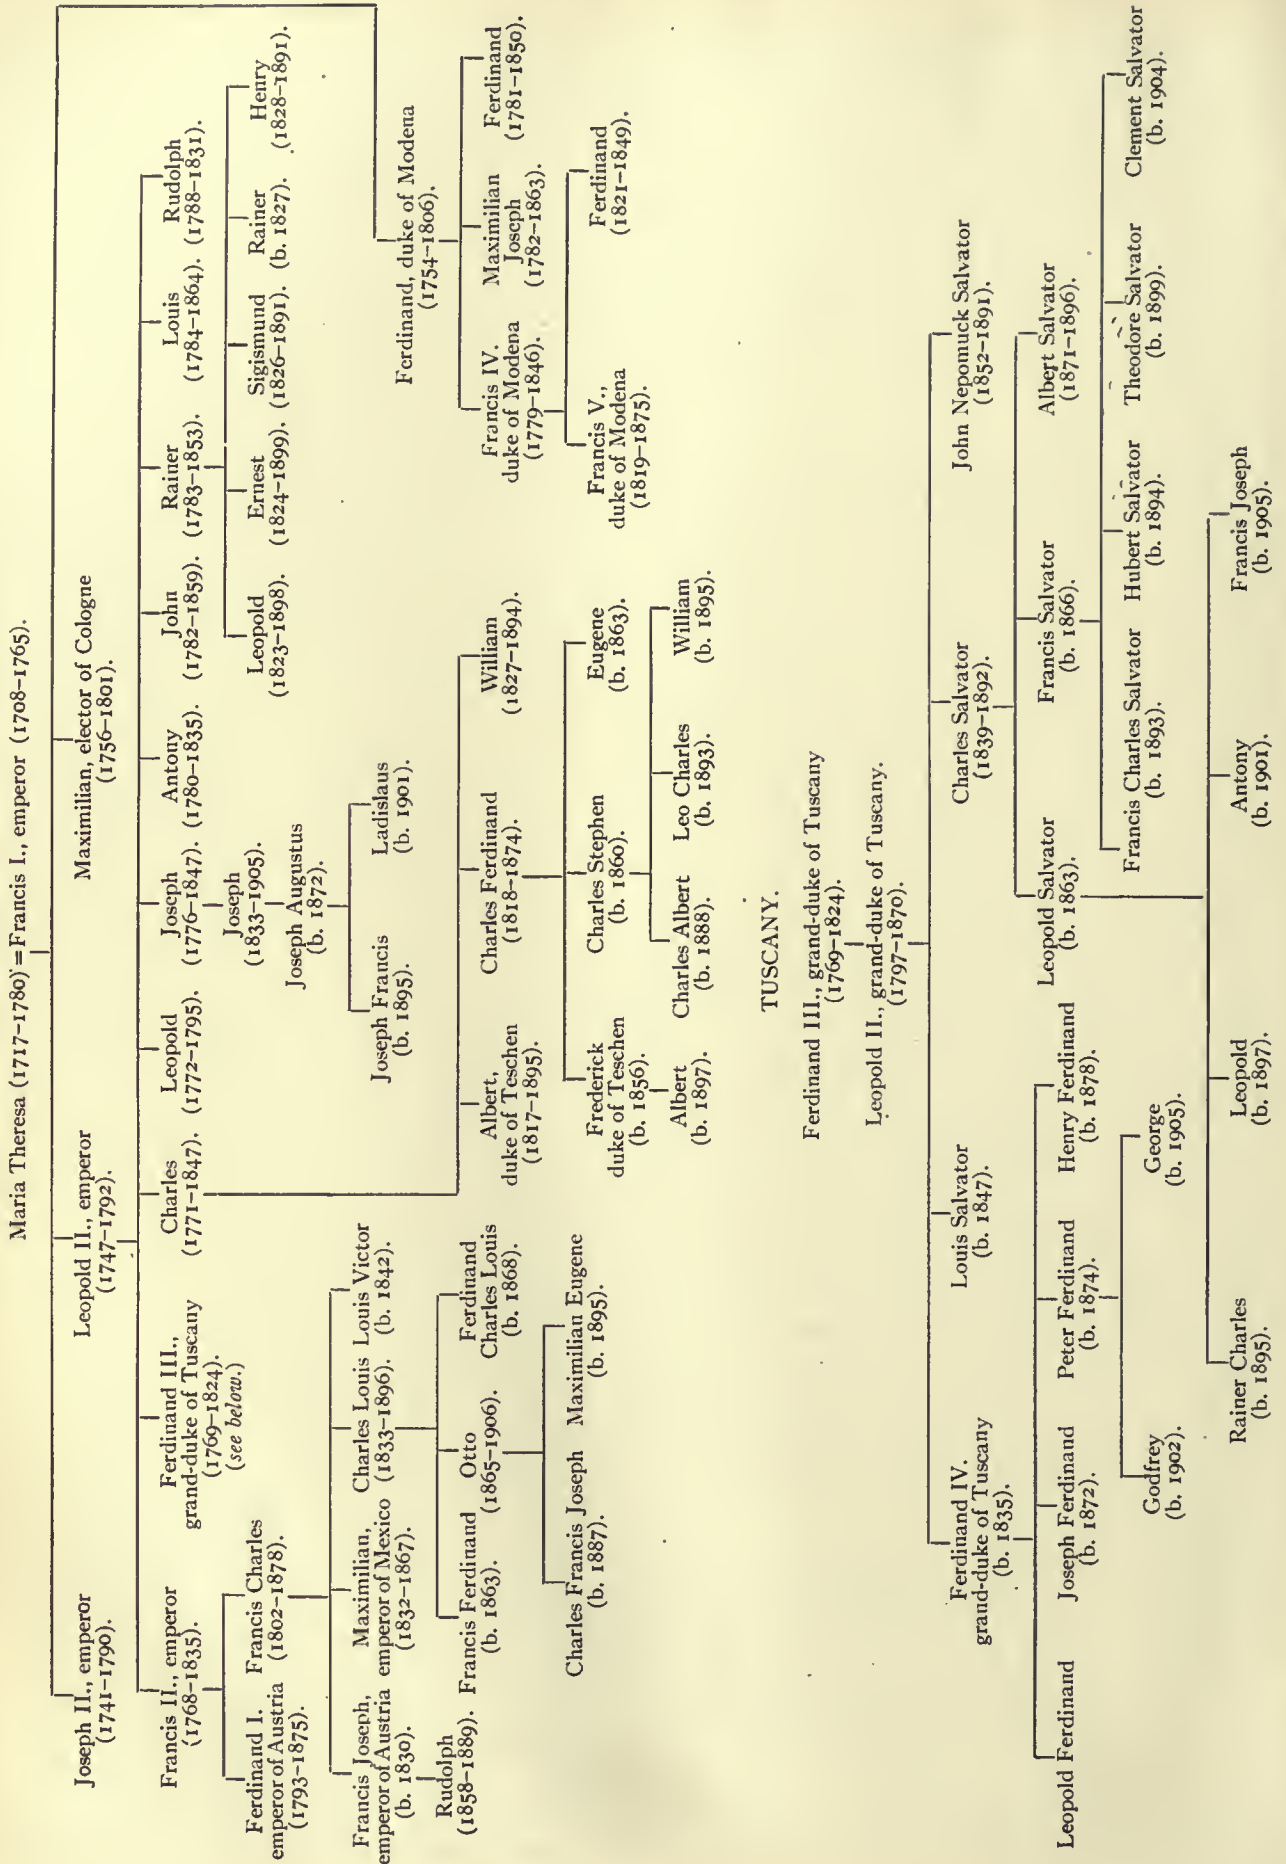 Maria Theresa (1717–1780)=Francis I., emperor (1708–1765).
Joseph II., emperor
(1741–1790).
Leopold II., emperor
(1747–1792).
Maximilian, elector of Cologne
(1756–1801).
Francis II., emperor
(1768–1835).
Ferdinand III.,
grand-duke of Tuscany
(1769–1824).
(see below.)
Charles
(1771–1847).
Leopold
(1772–1795).
Joseph
(1776–1847).
Antony
(1780–1835).
John
(1782–1859).
Rainer
(1783–1853).
Louis
(1784–1864).
Rudolph
(1788–1831).
Ferdinand I.
emperor of Austria
(1793–1875).
Francis Charles
(1802–1878).
Joseph
(1833–1905).
Joseph Augustus
(b. 1872).
Joseph Francis
(b. 1895).
Ladislaus
(b. 1901).
Leopold
(1823–1898).
Ernest
(1824–1899).
Sigismund
(1826–1891).
Rainer
(b. 1827).
Henry
(1828–1891).
Francis Joseph,
emperor of Austria
(b. 1830).
Maximilian,
emperor of Mexico
(1832–1867).
Charles Louis
(1833–1896).
Louis Victor
(b. 1842).
Rudolph
(1858–1889).
Francis Ferdinand
(b. 1863).
Otto
(1865–1906).
Ferdinand
Charles Louis
(b. 1868).
Charles Francis Joseph
(b. 1887).
Maximilian Eugene
(b. 1895).
Albert,
duke of Teschen
(1817–1895).
Charles Ferdinand
(1818–1874).
William
(1827–1894).
Frederick
duke of Teschen
(b. 1856).
Charles Stephen
(b. 1860).
Eugene
(b. 1863).
Albert
(b. 1897).
Charles Albert
(b. 1888).
Leo Charles
(b. 1893).
William
(b. 1895).
Ferdinand, duke of Modena
(1754–1806).
Francis IV.
duke of Modena
(1779–1846).
Maximilian
Joseph
(1782–1863).
Ferdinand
(1781–1850).
Francis V.,
duke of Modena
(1819–1875).
Ferdinand
(1821–1849).
TUSCANY.
Ferdinand III., grand-duke of Tuscany
(1769–1824).
Leopold II., grand-duke of Tuscany.
(1797–1870).
Ferdinand IV.
grand-duke of Tuscany
(b. 1835).
Louis Salvator
(b. 1847).
Charles Salvator
(1839–1892).
John Nepomuck Salvator
(1852–1891).
Leopold Ferdinand
Joseph Ferdinand
(b. 1872).
Peter Ferdinand
(b. 1874).
Henry Ferdinand
(b. 1878).
Leopold Salvator
(b. 1863).
Francis Salvator
(b. 1866).
Albert Salvator
(1871–1896).
Godfrey
(b. 1902).
George
(b. 1905).
Francis Charles Salvator
(b. 1893).
Hubert Salvator
(b. 1894).
Theodore Salvator
(b. 1899).
Clement Salvator
(b. 1904).
Rainer Charles
(b. 1895).
Leopold
(b. 1897).
Antony
(b. 1901).
Francis Joseph
(b. 1905).